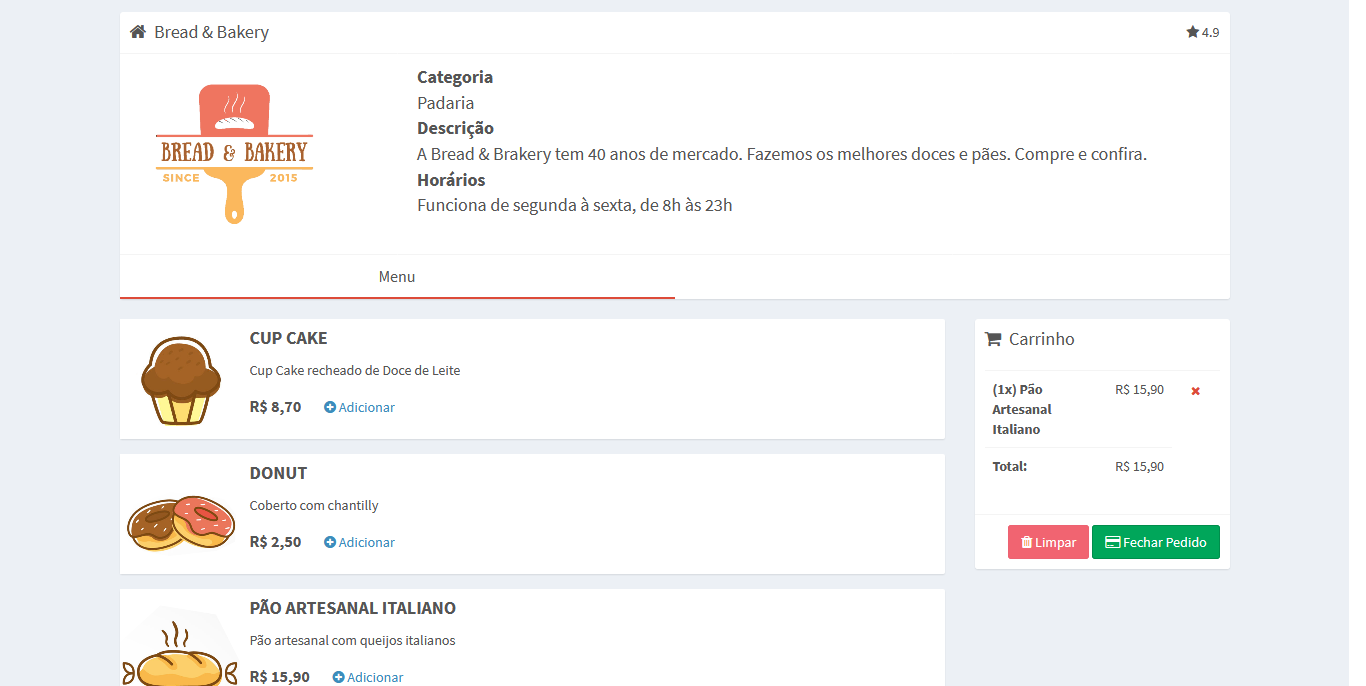 Bread & Bakery
4.9
BREAD & BAKERY
SINCE 2015
Categoria
Padaria
Descrição
A Bread & Brakery tem 40 anos de mercado. Fazemos os melhores doces e pães. Compre e confira.
Horários
Funciona de segunda à sexta, de 8h às 23h
Menu
CUP CAKE
Cup Cake recheado de Doce de Leite
R$ 8,70 Adicionar
DONUT
Coberto com chantilly
R$ 2,50 Adicionar
PÃO ARTESANAL ITALIANO
Pão artesanal com queijos italianos
R$ 15,90 Adicionar
Carrinho
(1x) Pão R$ 15,90
Artesanal
Italiano
Total: R$ 15,90
Limpar Fechar Pedido